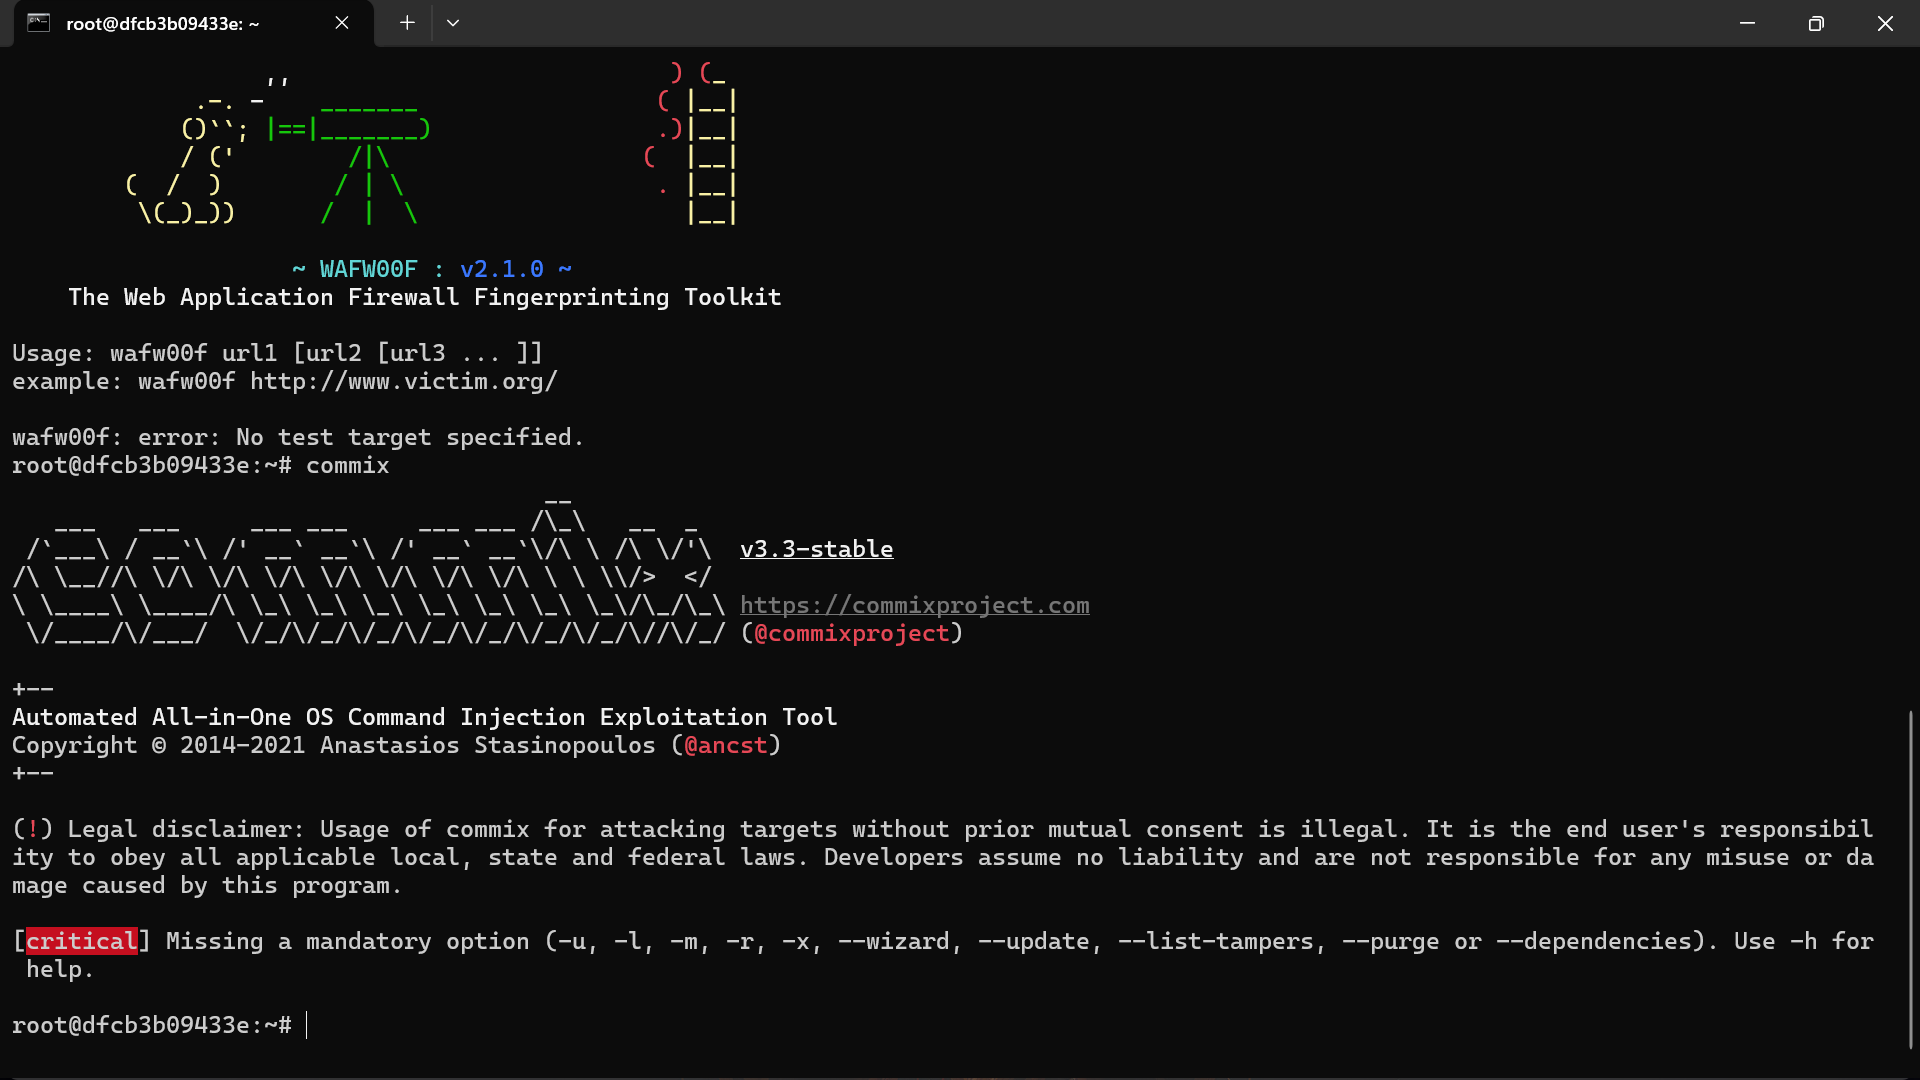 root@dfcb3b09433e: ~
~ WAFW00F : v2.1.0 ~
The Web Application Firewall Fingerprinting Toolkit
Usage: wafw00f url1 [url2 [url3 ... ]]
example: wafw00f http://www.victim.org/
wafw00f: error: No test target specified.
root@dfcb3b09433e:~# commix
v3.3-stable
https://commixproject.com
(@commixproject)
+--
Automated All-in-One OS Command Injection Exploitation Tool
Copyright © 2014-2021 Anastasios Stasinopoulos (@ancst)
+--
(!) Legal disclaimer: Usage of commix for attacking targets without prior mutual consent is illegal. It is the end user's responsibil
ity to obey all applicable local, state and federal laws. Developers assume no liability and are not responsible for any misuse or da
mage caused by this program.
[critical] Missing a mandatory option (-u, -l, -m, -r, -x, --wizard, --update, --list-tampers, --purge or --dependencies). Use -h for
help.
root@dfcb3b09433e:~#